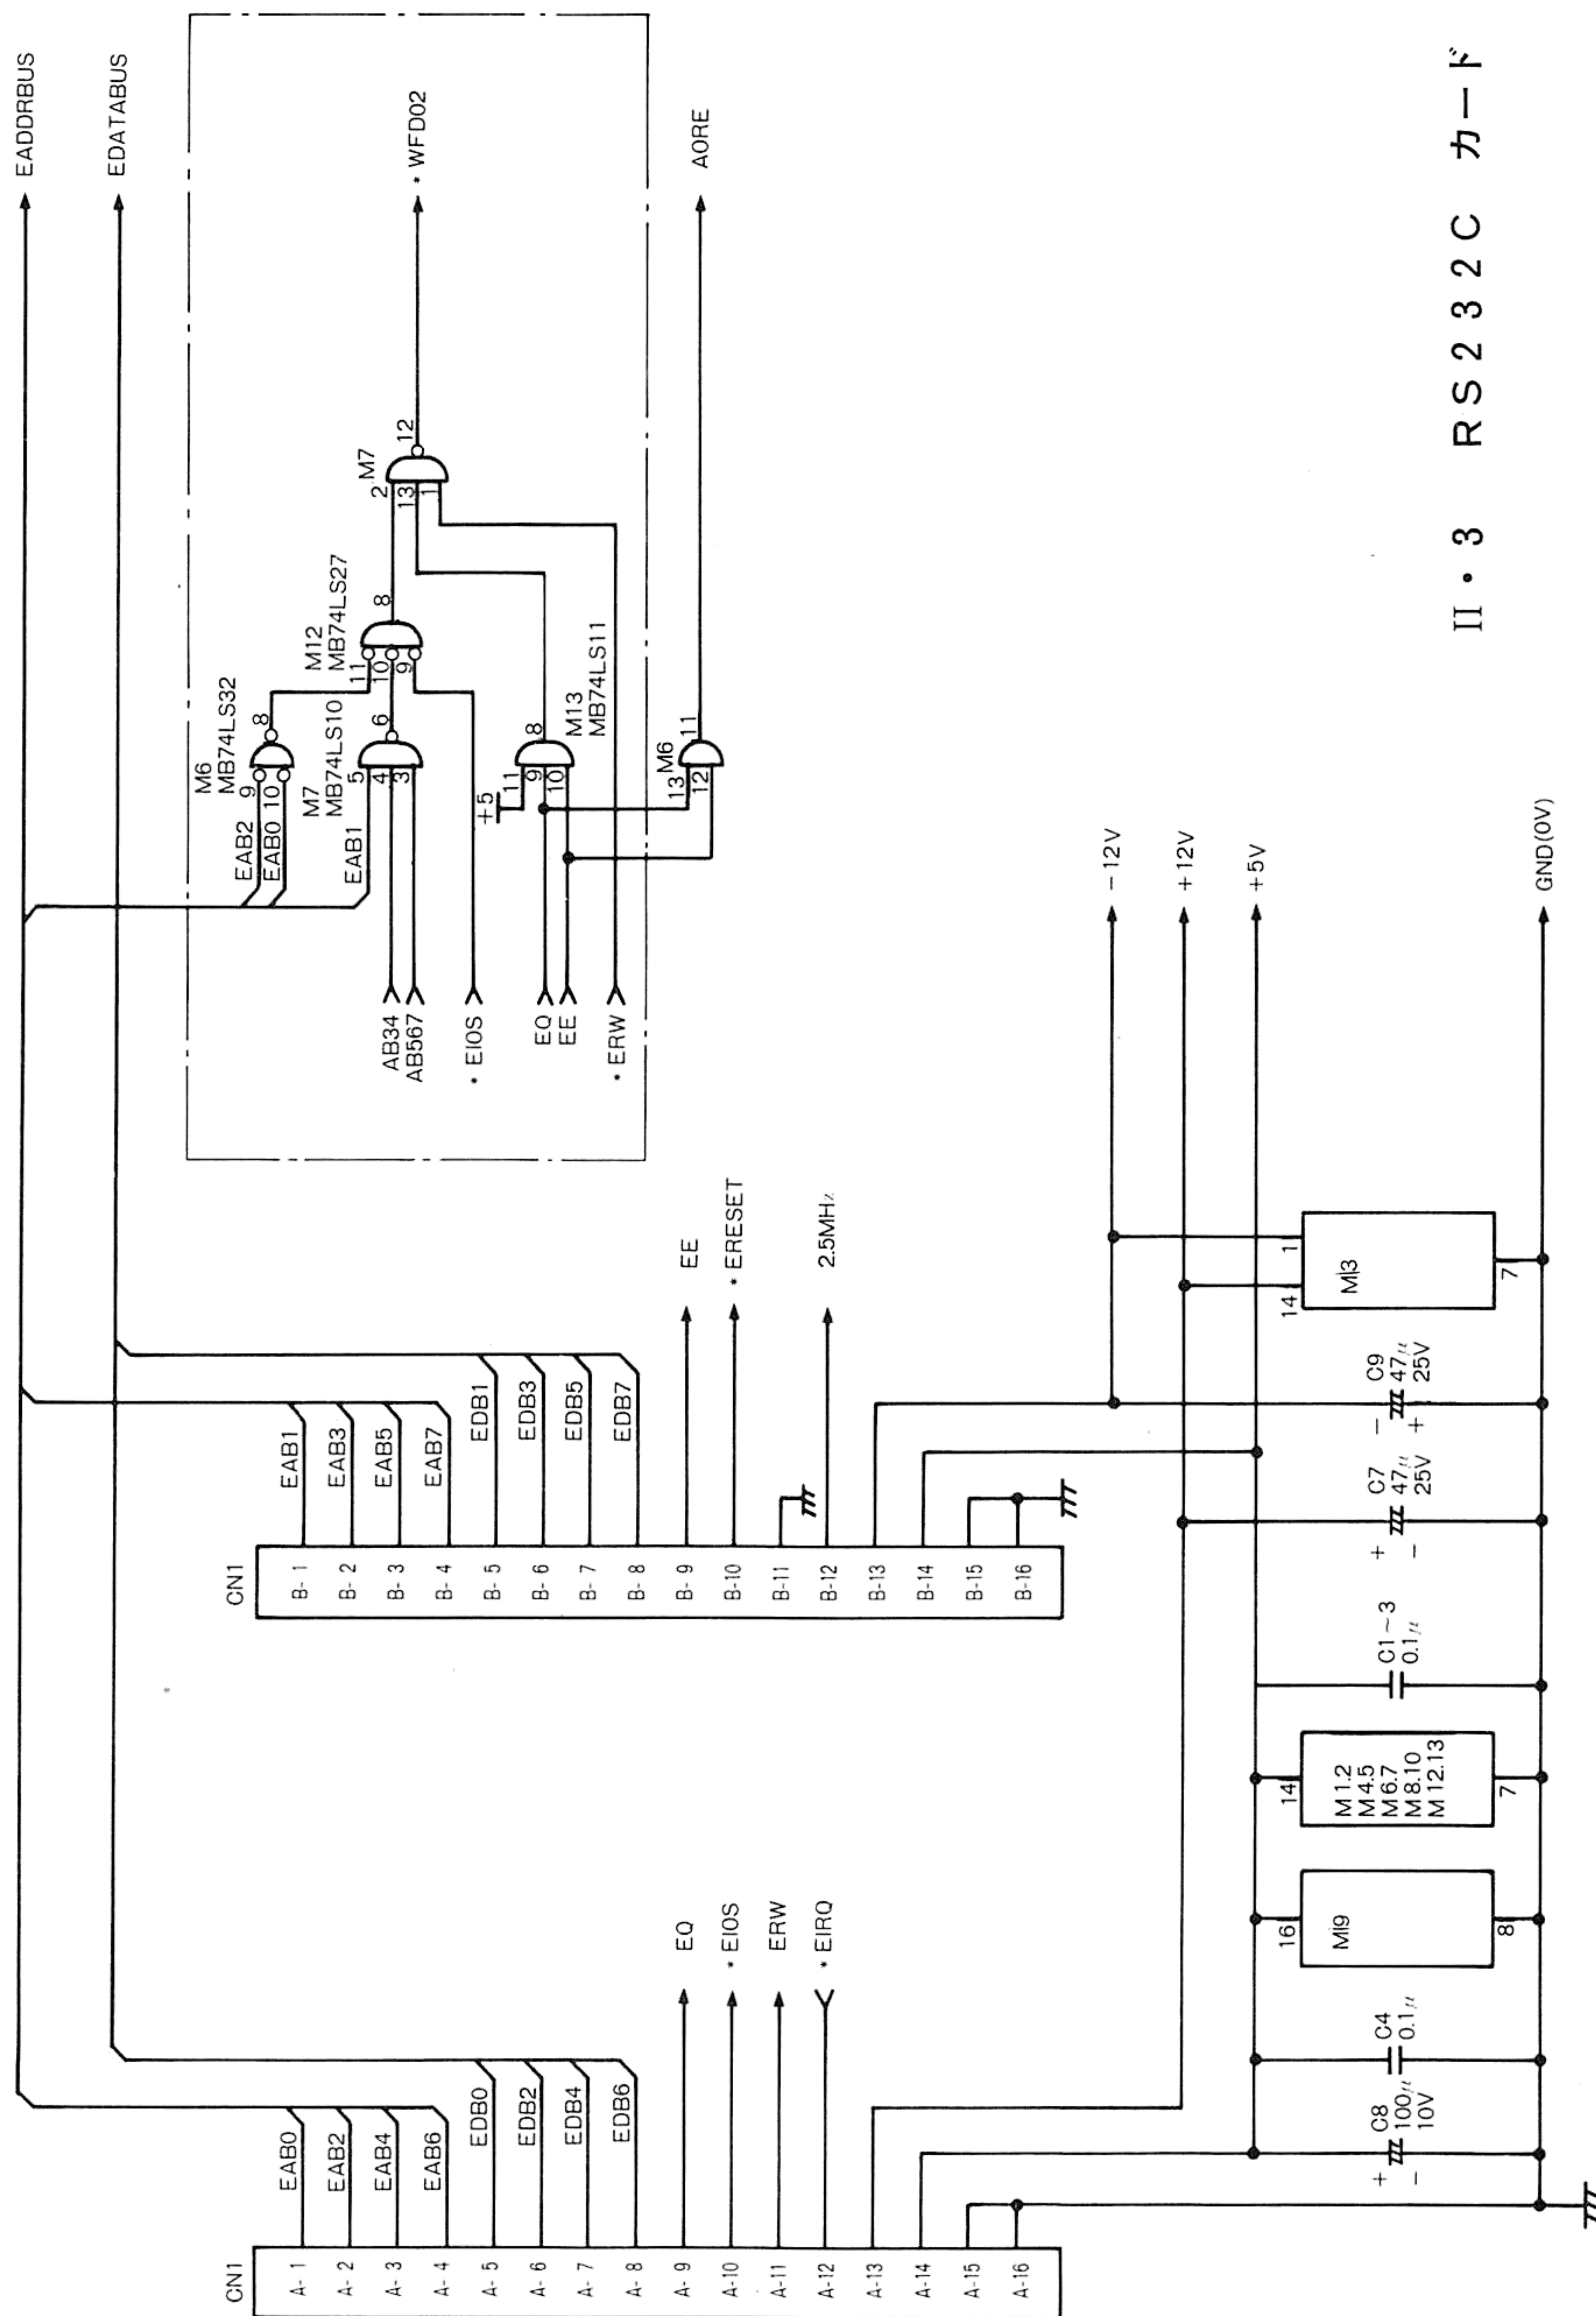 EADDRBUS
EDATABUS
M6
MB74LS32
EAB2
9
EAB0
10
8
M7
MB74LS10
EAB1
5
4
3
6
AB34
AB567
* EIOS
M12
MB74LS27
11
10
9
8
M7
2
13
1
12
* WFD02
+5
11
9
10
8
M13
MB74LS11
EQ
EE
* ERW
M6
13
12
11
AORE
CN1
A- 1
A- 2
A- 3
A- 4
A- 5
A- 6
A- 7
A- 8
A- 9
A-10
A-11
A-12
A-13
A-14
A-15
A-16
EAB0
EAB2
EAB4
EAB6
EDB0
EDB2
EDB4
EDB6
EQ
* EIOS
ERW
* EIRQ
CN1
B- 1
B- 2
B- 3
B- 4
B- 5
B- 6
B- 7
B- 8
B- 9
B-10
B-11
B-12
B-13
B-14
B-15
B-16
EAB1
EAB3
EAB5
EAB7
EDB1
EDB3
EDB5
EDB7
EE
* ERESET
2.5MHz
-12V
+12V
+5V
GND(0V)
+
C8
100μ
10V
-
C4
0.1μ
16
M19
8
14
M 1.2
M 4.5
M 6.7
M 8.10
M 12.13
7
C1~3
0.1μ
+
C7
47μ
25V
-
-
C9
47μ
25V
+
14
1
M13
7
II・3 RS232C カード